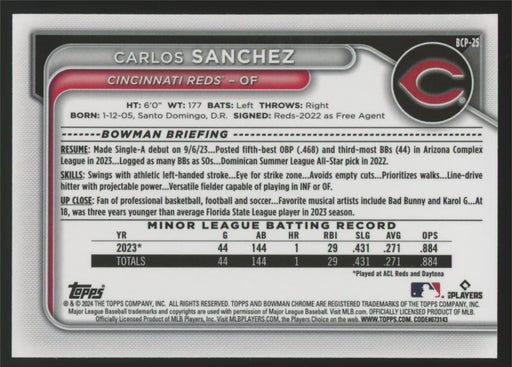 BCP-25
CARLOS SANCHEZ
CINCINNATI REDS® – OF
HT: 6'0" WT: 177 BATS: Left THROWS: Right
BORN: 1-12-05, Santo Domingo, D.R. SIGNED: Reds-2022 as Free Agent
BOWMAN BRIEFING
RESUME: Made Single-A debut on 9/6/23...Posted fifth-best OBP (.468) and third-most BBs (44) in Arizona Complex
League in 2023...Logged as many BBs as SOs...Dominican Summer League All-Star pick in 2022.
SKILLS: Swings with athletic left-handed stroke...Eye for strike zone...Avoids empty cuts...Prioritizes walks...Line-drive
hitter with projectable power...Versatile fielder capable of playing in INF or OF.
UP CLOSE: Fan of professional basketball, football and soccer...Favorite musical artists include Bad Bunny and Karol G...At
18, was three years younger than average Florida State League player in 2023 season.
MINOR LEAGUE BATTING RECORD
YR G AB HR RBI SLG AVG OPS
2023* 44 144 1 29 .431 .271 .884
TOTALS 44 144 1 29 .431 .271 .884
*Played at ACL Reds and Daytona
Topps
MLB PLAYERS
® & © 2024 THE TOPPS COMPANY, INC. ALL RIGHTS RESERVED. TOPPS AND BOWMAN CHROME ARE REGISTERED TRADEMARKS OF THE TOPPS COMPANY, INC.
Major League Baseball trademarks and copyrights are used with permission of Major League Baseball. Visit MLB.com. OFFICIALLY LICENSED PRODUCT OF MLB
Officially Licensed Product of MLB Players, Inc. Visit MLBPLAYERS.com, the Players Choice on the web. WWW.TOPPS.COM. CODE#073143